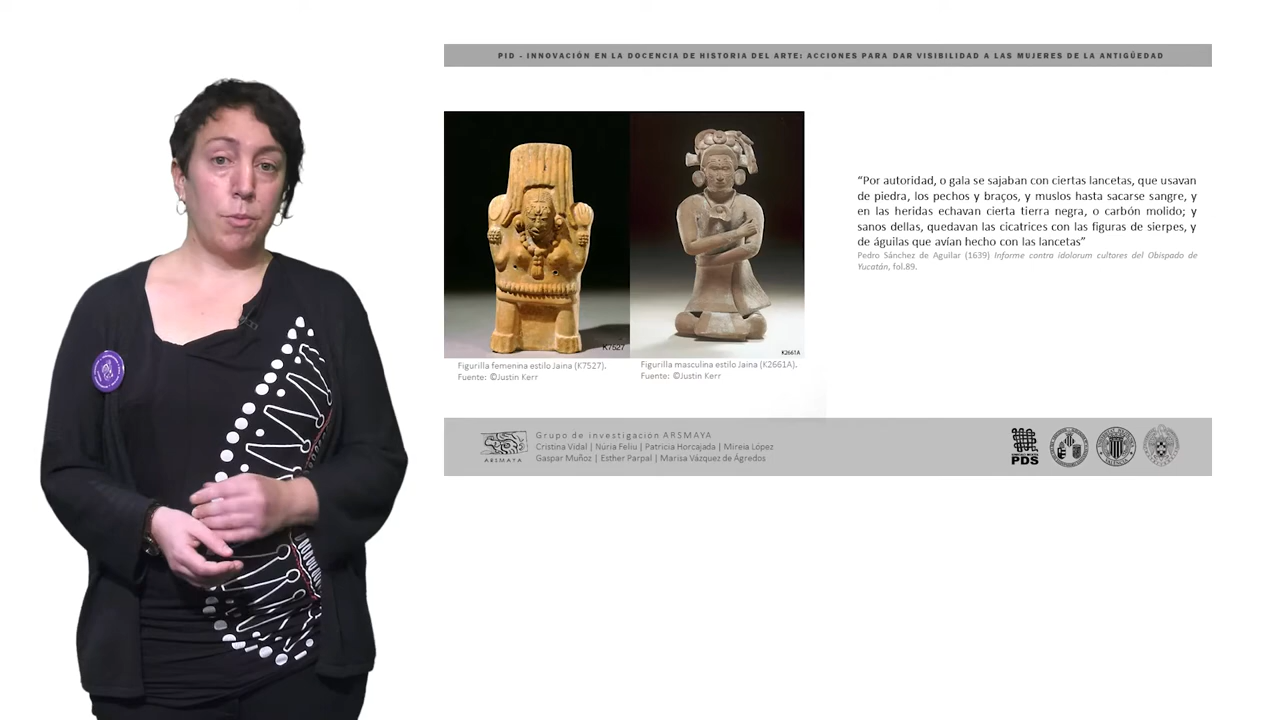 PID - INNOVACIÓN EN LA DOCENCIA DE HISTORIA DEL ARTE: ACCIONES PARA DAR VISIBILIDAD A LAS MUJERES DE LA ANTIGÜEDAD
K7527
K2661A
Figurilla femenina estilo Jaina (K7527).
Fuente: ©Justin Kerr
Figurilla masculina estilo Jaina (K2661A).
Fuente: ©Justin Kerr
“Por autoridad, o gala se sajaban con ciertas lancetas, que usavan
de piedra, los pechos y braços, y muslos hasta sacarse sangre, y
en las heridas echavan cierta tierra negra, o carbón molido; y
sanos dellas, quedavan las cicatrices con las figuras de sierpes, y
de águilas que avían hecho con las lancetas”
Pedro Sánchez de Aguilar (1639) Informe contra idolorum cultores del Obispado de
Yucatán, fol.89.
ARSMAYA
Grupo de investigación ARSMAYA
Cristina Vidal | Núria Feliu | Patricia Horcajada | Mireia López
Gaspar Muñoz | Esther Parpal | Marisa Vázquez de Ágredos
PDS